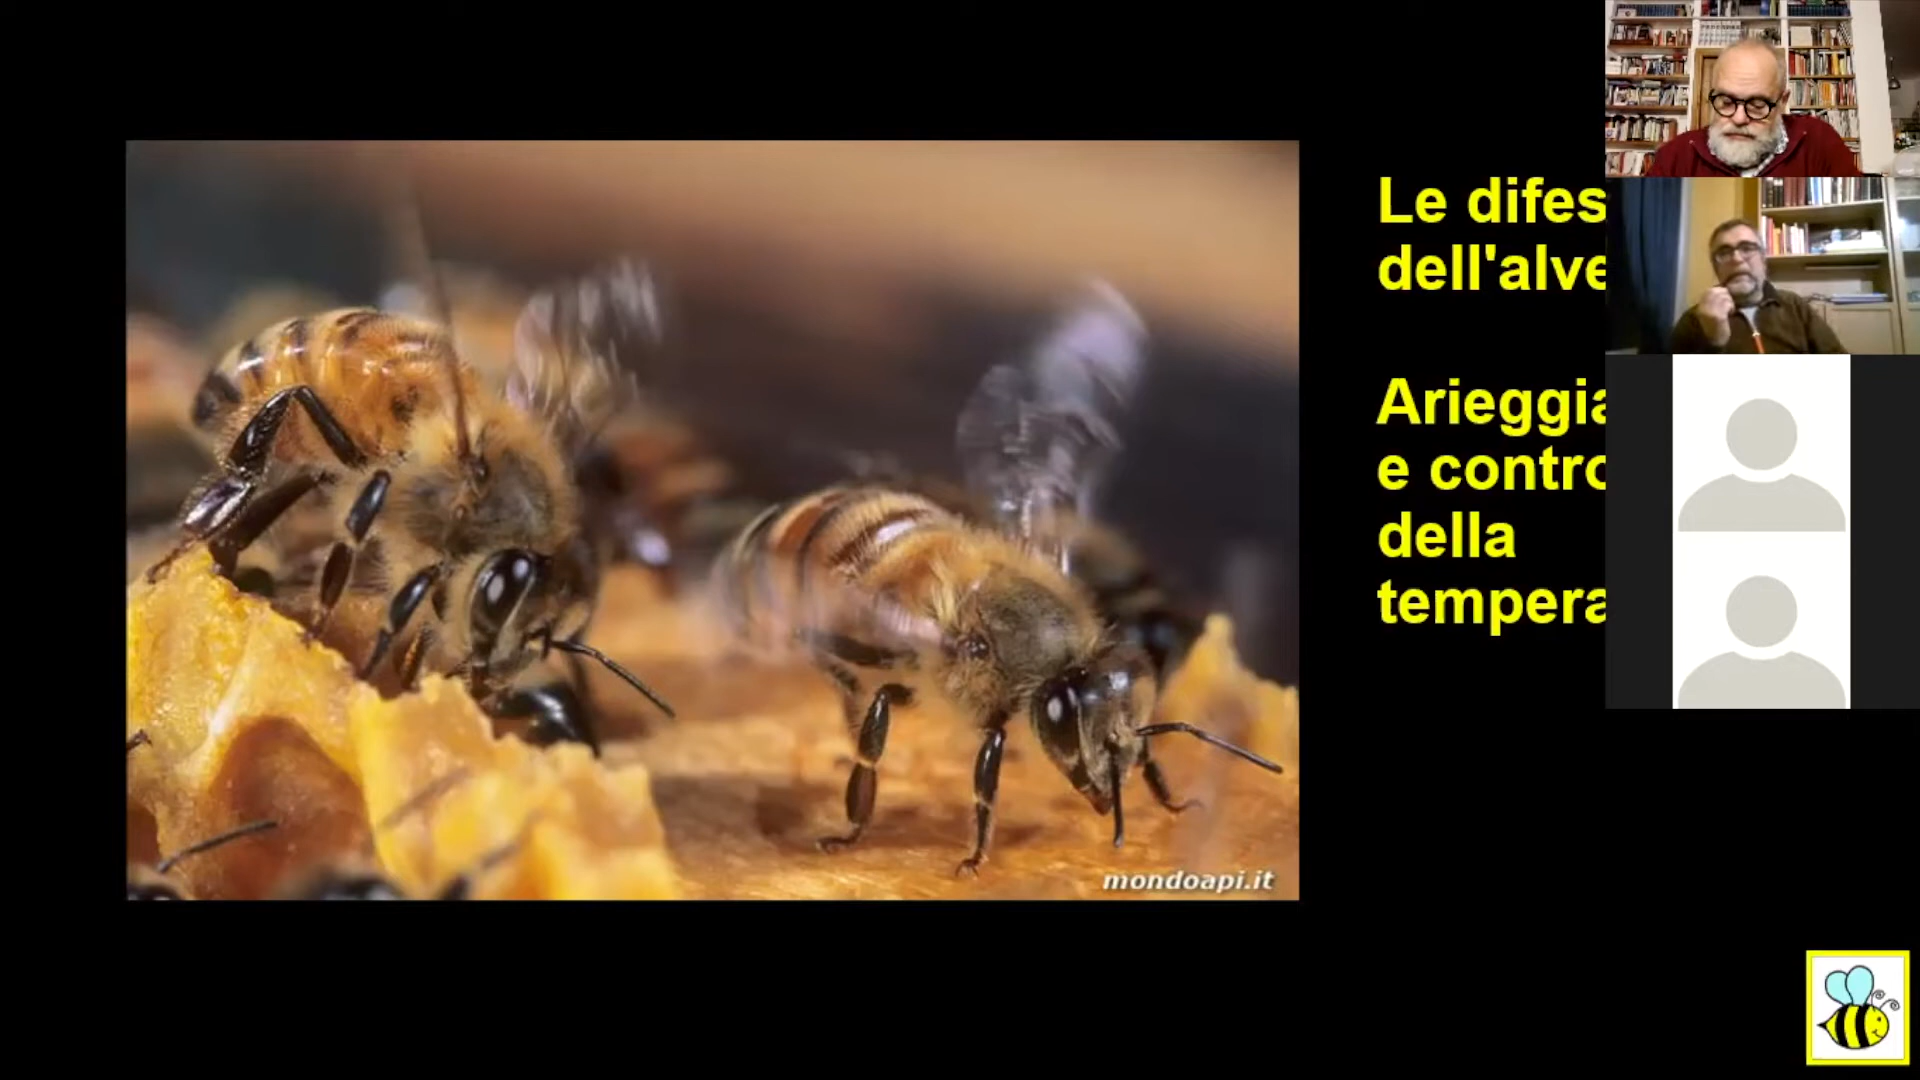 Le difes
dell'alve
Arieggia
e contro
della
tempera
mondoapi.it